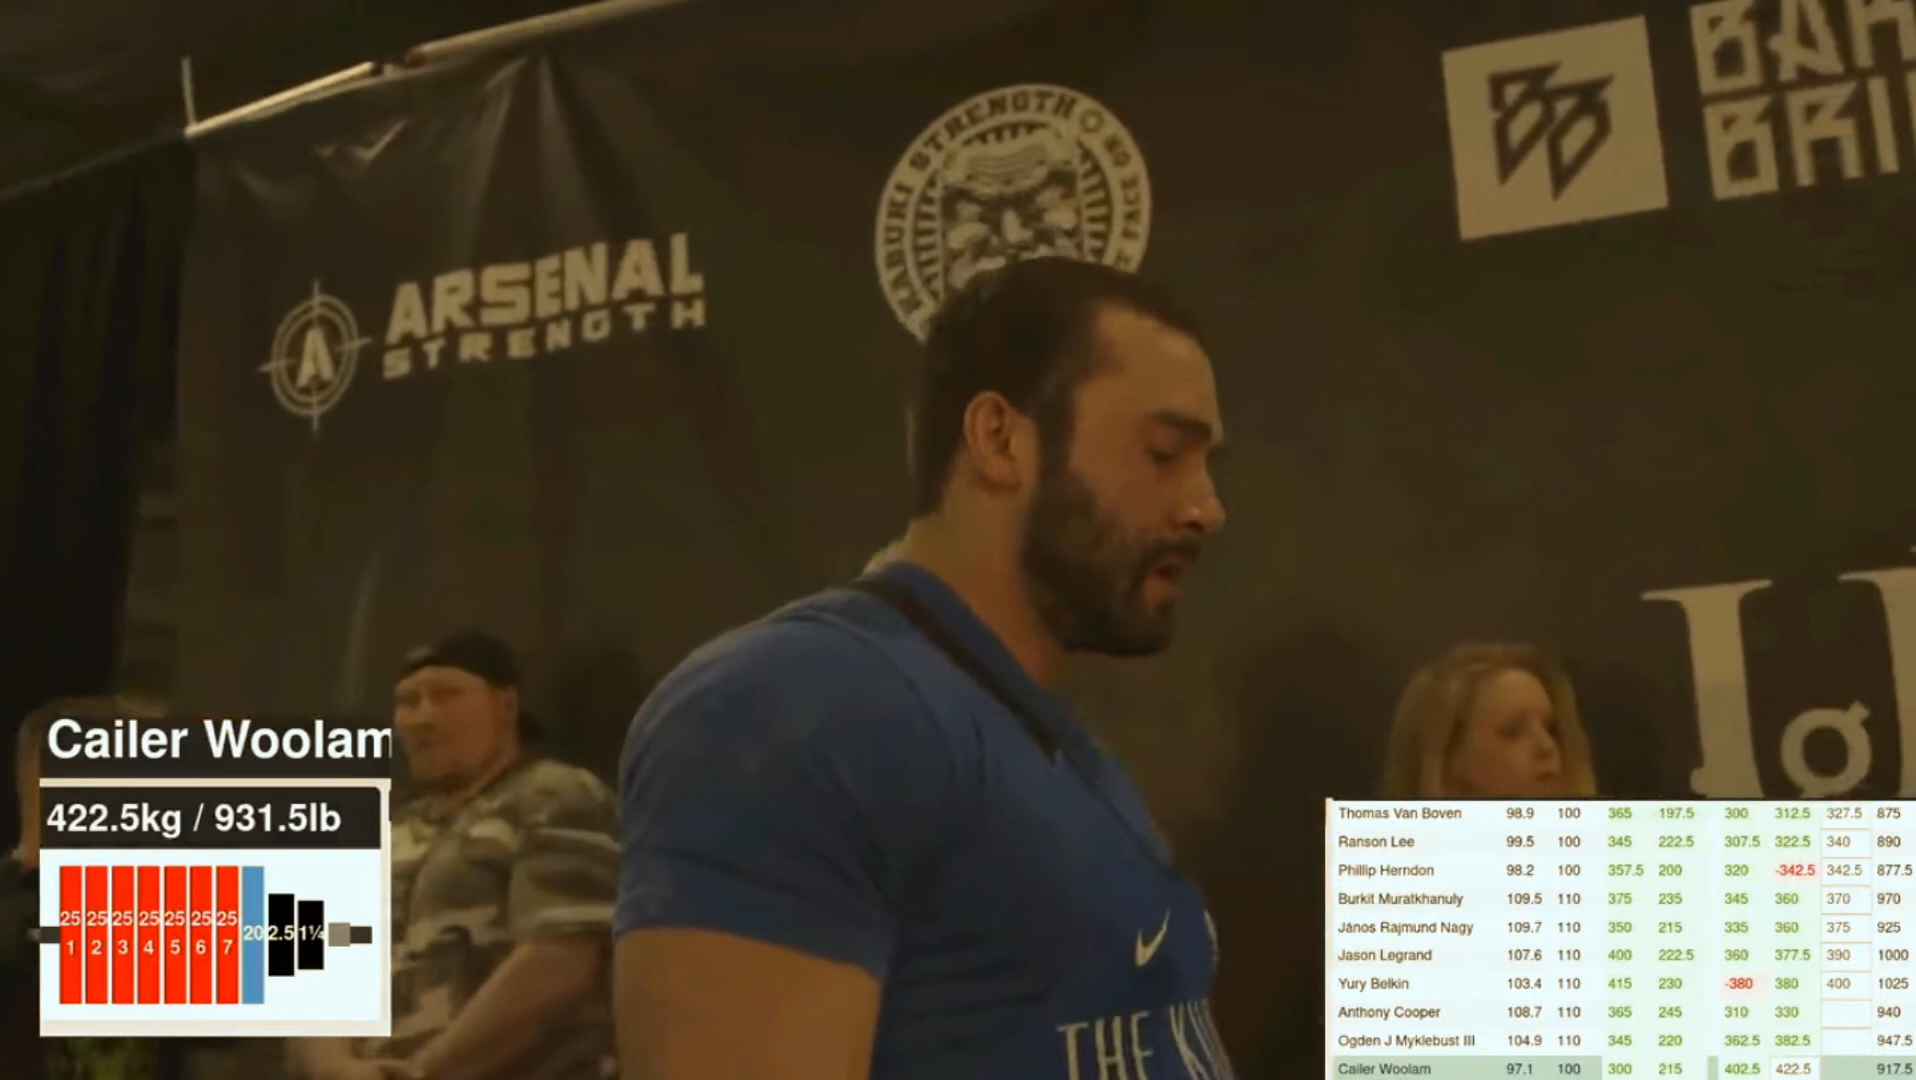 KABUKI STRENGTH
BB
ARSENAL
STRENGTH
THE
Cailer Woolam
422.5kg / 931.5lb
25 25 25 25 25 25 25 20 2.5 1¼
1 2 3 4 5 6 7
Thomas Van Boven 98.9 100 365 197.5 300 312.5 327.5 875
Ranson Lee 99.5 100 345 222.5 307.5 322.5 340 890
Phillip Herndon 98.2 100 357.5 200 320 -342.5 342.5 877.5
Burkit Muratkhanuly 109.5 110 375 235 345 360 370 970
János Rajmund Nagy 109.7 110 350 215 335 360 375 925
Jason Legrand 107.6 110 400 222.5 360 377.5 390 1000
Yury Belkin 103.4 110 415 230 -380 380 400 1025
Anthony Cooper 108.7 110 365 245 310 330 940
Ogden J Myklebust III 104.9 110 345 220 362.5 382.5 947.5
Cailer Woolam 97.1 100 300 215 402.5 422.5 917.5